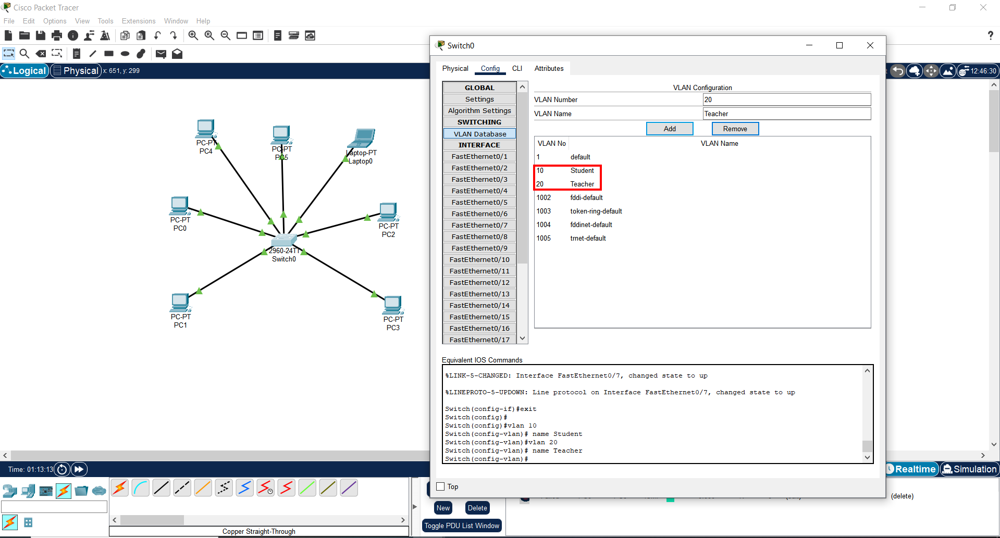 Cisco Packet Tracer
File Edit Options View Tools Extensions Window Help
?
Logical Physical x: 651, y: 299
12:46:30
PC-PT
PC4
PC-PT
PC5
Laptop-PT
Laptop0
PC-PT
PC0
PC-PT
PC2
2960-24TT
Switch0
PC-PT
PC1
PC-PT
PC3
Switch0
Physical Config CLI Attributes
GLOBAL
Settings
Algorithm Settings
SWITCHING
VLAN Database
INTERFACE
FastEthernet0/1
FastEthernet0/2
FastEthernet0/3
FastEthernet0/4
FastEthernet0/5
FastEthernet0/6
FastEthernet0/7
FastEthernet0/8
FastEthernet0/9
FastEthernet0/10
FastEthernet0/11
FastEthernet0/12
FastEthernet0/13
FastEthernet0/14
FastEthernet0/15
FastEthernet0/16
FastEthernet0/17
VLAN Configuration
VLAN Number 20
VLAN Name Teacher
Add Remove
VLAN No VLAN Name
1 default
10 Student
20 Teacher
1002 fddi-default
1003 token-ring-default
1004 fddinet-default
1005 trnet-default
Equivalent IOS Commands
%LINK-5-CHANGED: Interface FastEthernet0/7, changed state to up
%LINEPROTO-5-UPDOWN: Line protocol on Interface FastEthernet0/7, changed state to up
Switch(config-if)#exit
Switch(config)#
Switch(config)#vlan 10
Switch(config-vlan)# name Student
Switch(config-vlan)#vlan 20
Switch(config-vlan)# name Teacher
Switch(config-vlan)#
Top
Time: 01:13:13
Realtime Simulation
New Delete
Toggle PDU List Window
(delete)
Copper Straight-Through